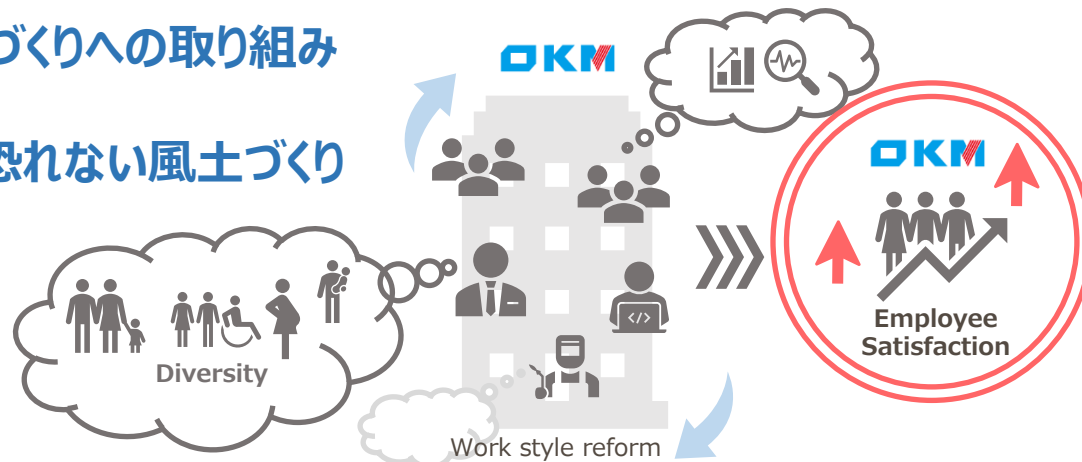 づくりへの取り組み
恐れない風土づくり
OKM
OKM
Employee
Satisfaction
Diversity
</>
Work style reform